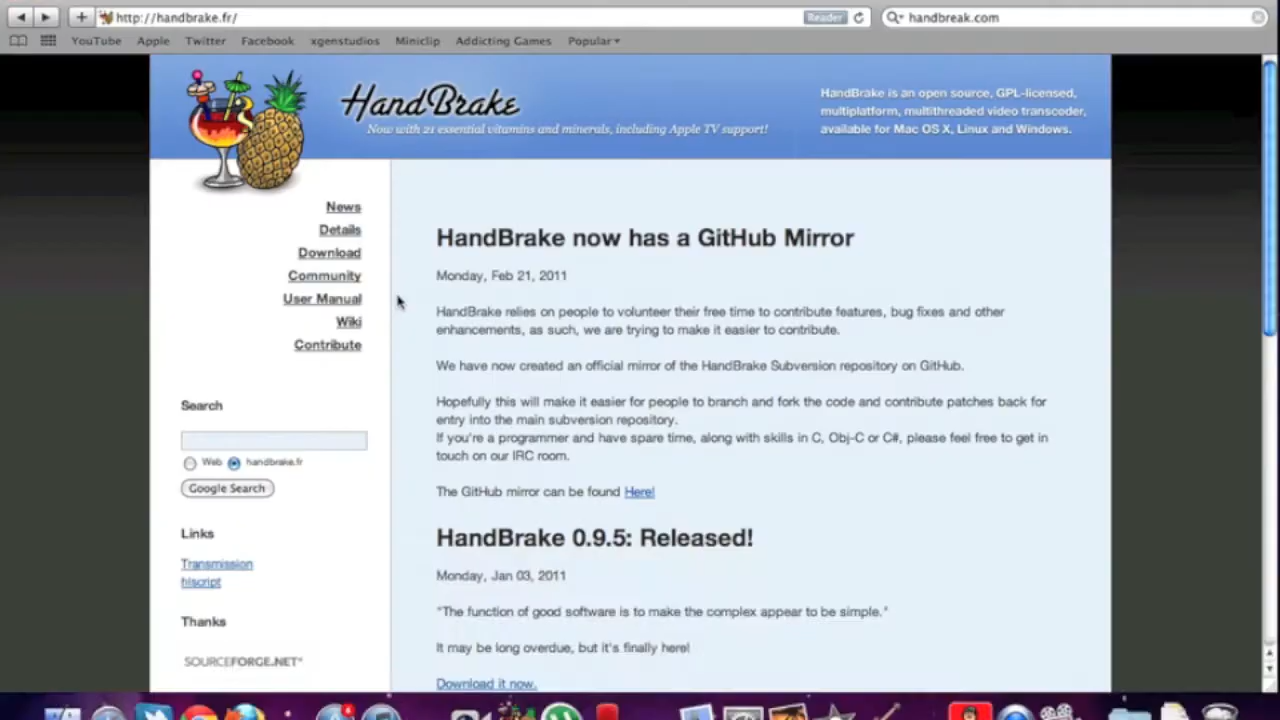 http://handbrake.fr/
Reader
handbreak.com
YouTube Apple Twitter Facebook xgenstudios Miniclip Addicting Games Popular
HandBrake
Now with 21 essential vitamins and minerals, including Apple TV support!
HandBrake is an open source, GPL-licensed,
multiplatform, multithreaded video transcoder,
available for Mac OS X, Linux and Windows.
News
Details
Download
Community
User Manual
Wiki
Contribute
Search
Web handbrake.fr
Google Search
Links
Transmission
hlscript
Thanks
SOURCEFORGE.NET®
HandBrake now has a GitHub Mirror
Monday, Feb 21, 2011
HandBrake relies on people to volunteer their free time to contribute features, bug fixes and other
enhancements, as such, we are trying to make it easier to contribute.
We have now created an official mirror of the HandBrake Subversion repository on GitHub.
Hopefully this will make it easier for people to branch and fork the code and contribute patches back for
entry into the main subversion repository.
If you're a programmer and have spare time, along with skills in C, Obj-C or C#, please feel free to get in
touch on our IRC room.
The GitHub mirror can be found Here!
HandBrake 0.9.5: Released!
Monday, Jan 03, 2011
"The function of good software is to make the complex appear to be simple."
It may be long overdue, but it's finally here!
Download it now.